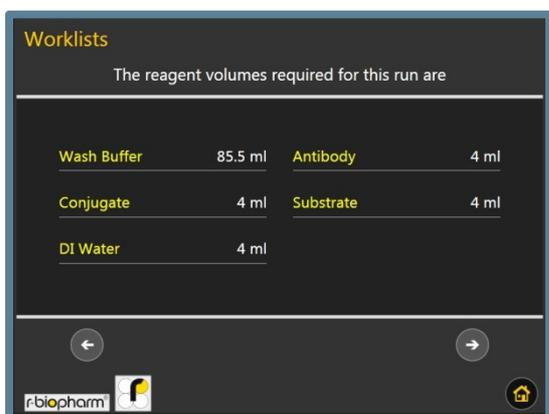 Worklists
The reagent volumes required for this run are
Wash Buffer 85.5 ml Antibody 4 ml
Conjugate 4 ml Substrate 4 ml
DI Water 4 ml
r-biopharm®